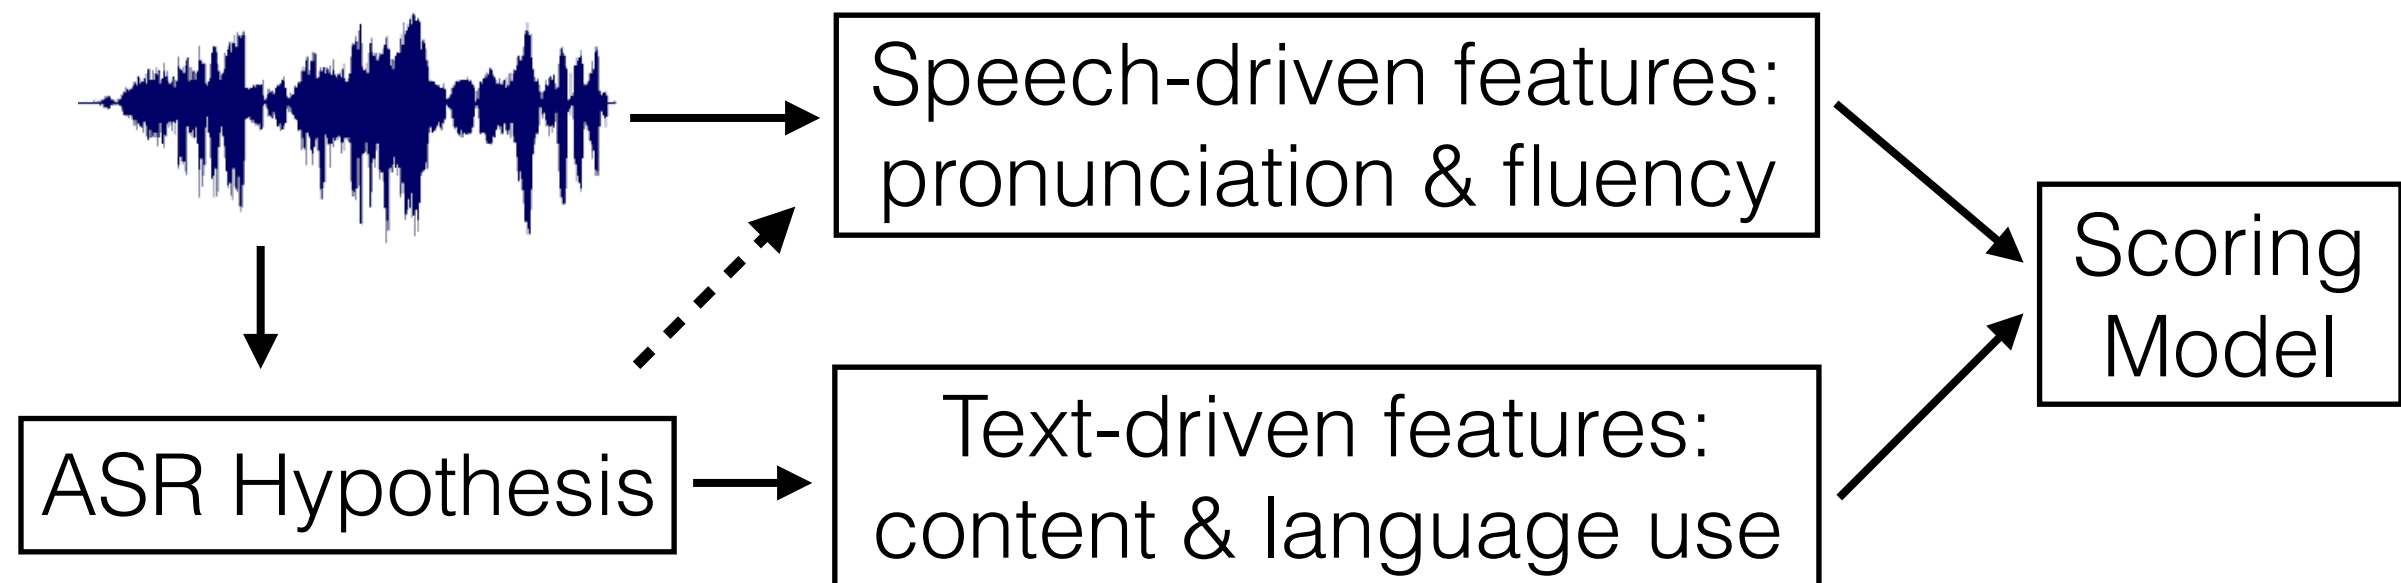 Speech-driven features:
pronunciation & fluency
Scoring
Model
ASR Hypothesis
Text-driven features:
content & language use